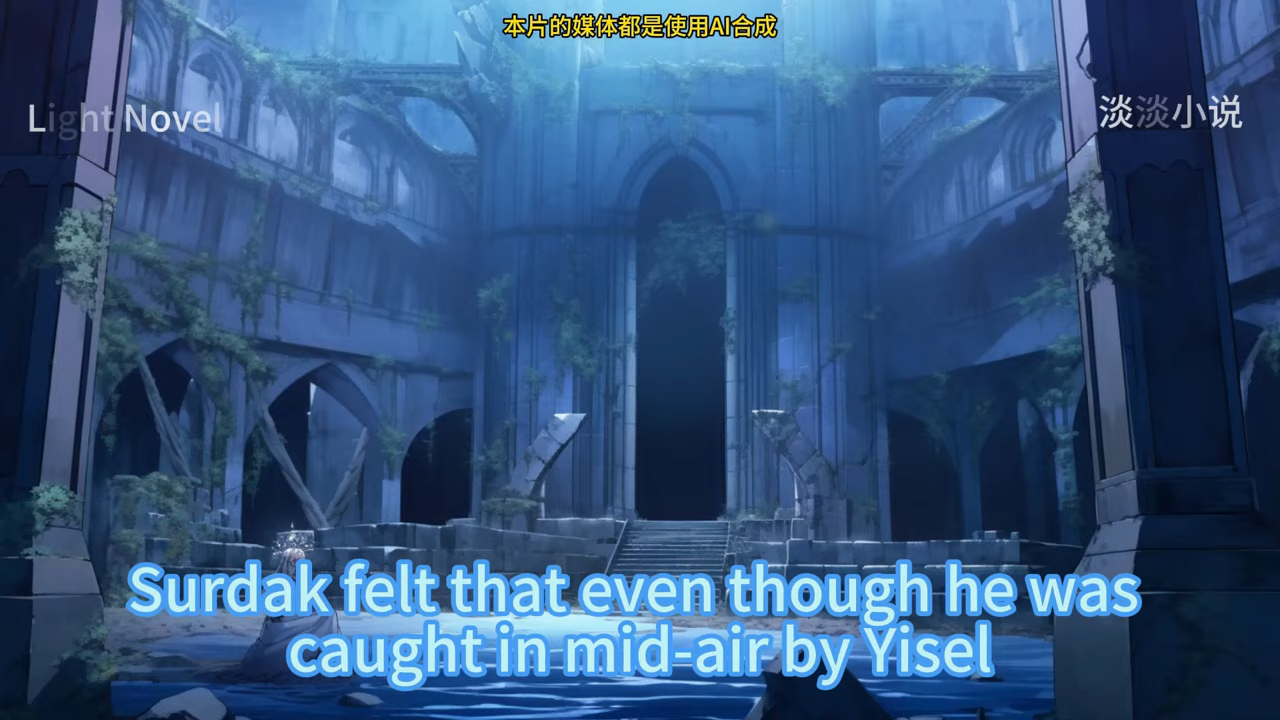 本片的媒体都是使用AI合成
Light Novel
淡淡小说
Surdak felt that even though he was
caught in mid-air by Yisel